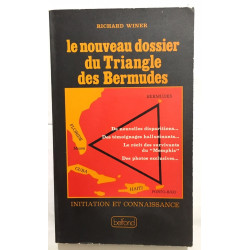 RICHARD WINER
le nouveau dossier
du Triangle
des Bermudes
BERMUDES
De nouvelles disparitions...
Des témoignages hallucinants...
Le récit des survivants
du "Memphis"
Des photos exclusives...
CUBA
HAITI
INITIATION ET CONNAISSANCE
belfond